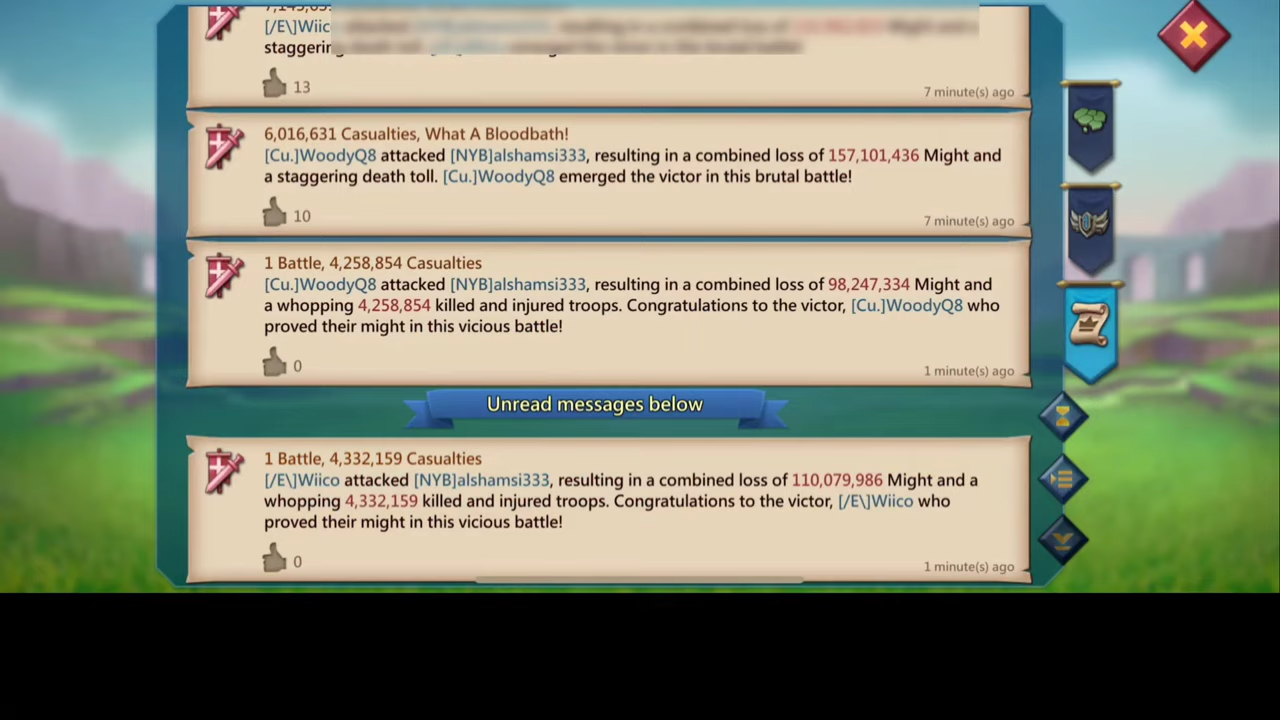 [/E\]Wiic
staggering
13
7 minute(s) ago
6,016,631 Casualties, What A Bloodbath!
[Cu.]WoodyQ8 attacked [NYB]alshamsi333, resulting in a combined loss of 157,101,436 Might and
a staggering death toll. [Cu.]WoodyQ8 emerged the victor in this brutal battle!
10
7 minute(s) ago
1 Battle, 4,258,854 Casualties
[Cu.]WoodyQ8 attacked [NYB]alshamsi333, resulting in a combined loss of 98,247,334 Might and
a whopping 4,258,854 killed and injured troops. Congratulations to the victor, [Cu.]WoodyQ8 who
proved their might in this vicious battle!
0
1 minute(s) ago
Unread messages below
1 Battle, 4,332,159 Casualties
[/E\]Wiico attacked [NYB]alshamsi333, resulting in a combined loss of 110,079,986 Might and a
whopping 4,332,159 killed and injured troops. Congratulations to the victor, [/E\]Wiico who
proved their might in this vicious battle!
0
1 minute(s) ago